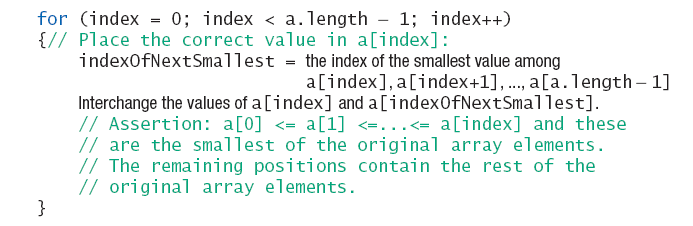 for (index = 0; index < a.length – 1; index++)
{// Place the correct value in a[index]:
indexOfNextSmallest = the index of the smallest value among
a[index], a[index+1], ..., a[a.length – 1]
Interchange the values of a[index] and a[indexOfNextSmallest].
// Assertion: a[0] <= a[1] <=...<= a[index] and these
// are the smallest of the original array elements.
// The remaining positions contain the rest of the
// original array elements.
}